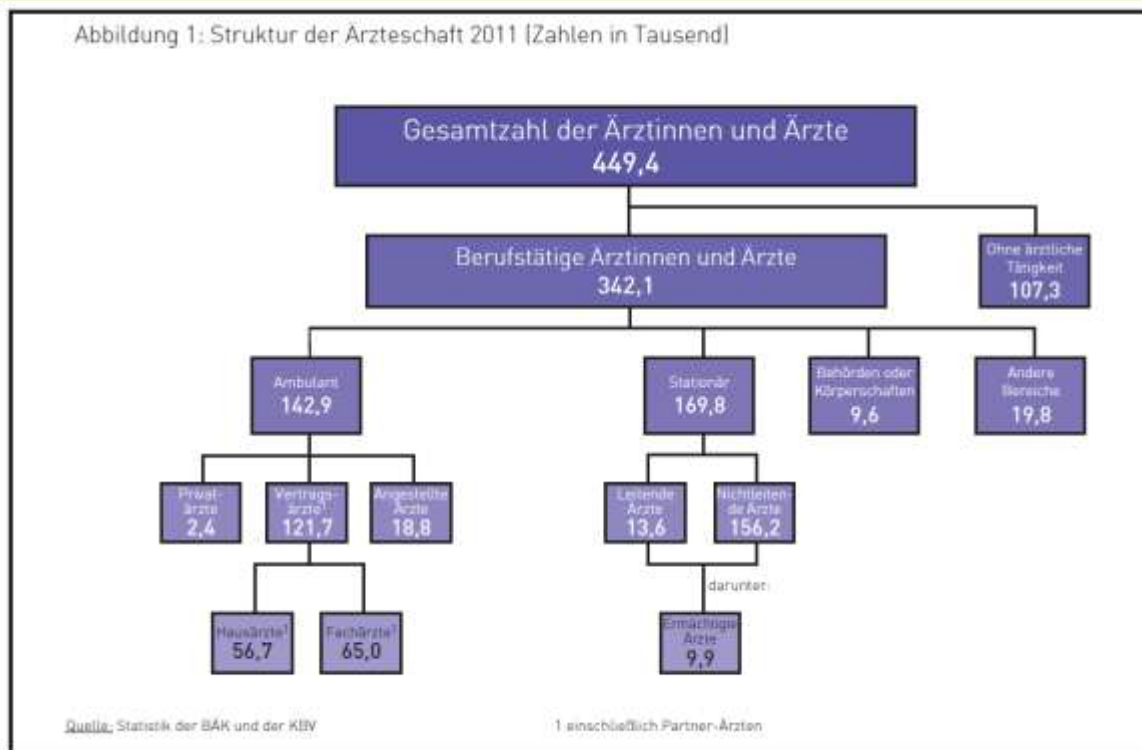 Abbildung 1: Struktur der Ärzteschaft 2011 (Zahlen in Tausend)
Gesamtzahl der Ärztinnen und Ärzte
449,4
Berufstätige Ärztinnen und Ärzte
342,1
Ohne ärztliche
Tätigkeit
107,3
Ambulant
142,9
Stationär
169,8
Behörden oder
Körperschaften
9,6
Andere
Bereiche
19,8
Privat-
ärzte
2,4
Vertrags-
ärzte¹
121,7
Angestellte
Ärzte
18,8
Leitende
Ärzte
13,6
Nichtleiten-
de Ärzte
156,2
darunter:
Hausärzte¹
56,7
Fachärzte¹
65,0
Ermächtigte
Ärzte
9,9
Quelle: Statistik der BÄK und der KBV
1 einschließlich Partner-Ärzten